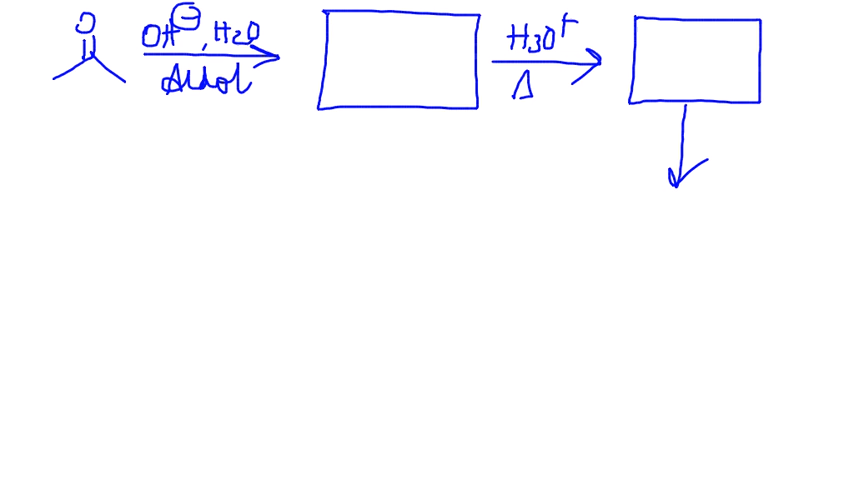 O
OH⊖, H2O
Aldol
H3O+
Δ